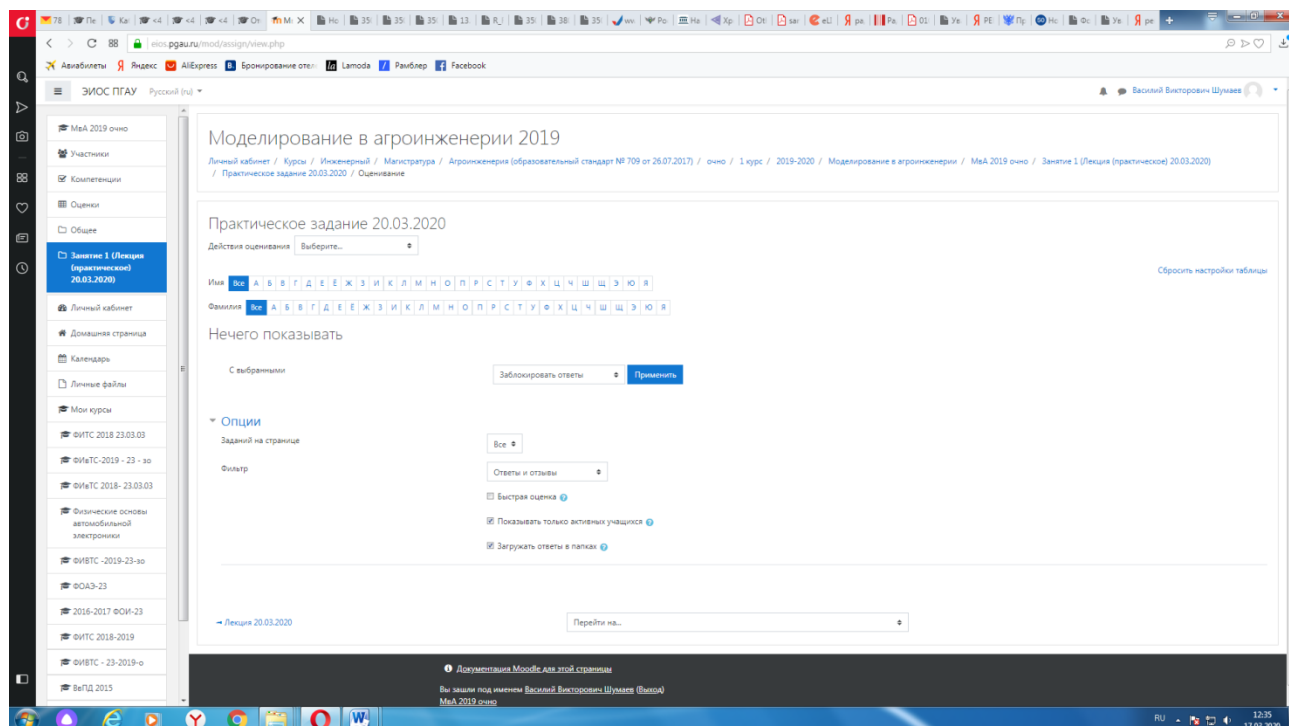 eios.pgau.ru/mod/assign/view.php
Авиабилеты Яндекс AliExpress Бронирование отел Lamoda Рамблер Facebook
ЭИОС ПГАУ Русский (ru) Василий Викторович Шумаев
МвА 2019 очно
Участники
Компетенции
Оценки
Общее
Занятие 1 (Лекция
(практическое)
20.03.2020)
Личный кабинет
Домашняя страница
Календарь
Личные файлы
Мои курсы
ФИТС 2018 23.03.03
ФИвТС-2019 - 23 - зо
ФИвТС 2018- 23.03.03
Физические основы
автомобильной
электроники
ФИВТС -2019-23-зо
ФОАЭ-23
2016-2017 ФОИ-23
ФИТС 2018-2019
ФИВТС - 23-2019-о
ВвПД 2015
Моделирование в агроинженерии 2019
Личный кабинет / Курсы / Инженерный / Магистратура / Агроинженерия (образовательный стандарт № 709 от 26.07.2017) / очно / 1 курс / 2019-2020 / Моделирование в агроинженерии / МвА 2019 очно / Занятие 1 (Лекция (практическое) 20.03.2020)
/ Практическое задание 20.03.2020 / Оценивание
Практическое задание 20.03.2020
Действия оценивания Выберите...
Сбросить настройки таблицы
Имя Все А Б В Г Д Е Ё Ж З И К Л М Н О П Р С Т У Ф Х Ц Ч Ш Щ Э Ю Я
Фамилия Все А Б В Г Д Е Ё Ж З И К Л М Н О П Р С Т У Ф Х Ц Ч Ш Щ Э Ю Я
Нечего показывать
С выбранными Заблокировать ответы Применить
Опции
Заданий на странице Все
Фильтр Ответы и отзывы
Быстрая оценка
Показывать только активных учащихся
Загружать ответы в папках
Лекция 20.03.2020 Перейти на...
Документация Moodle для этой страницы
Вы зашли под именем Василий Викторович Шумаев (Выход)
МвА 2019 очно
RU 12:35
17.03.2020